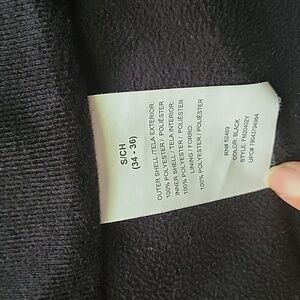 S/CH
(34 - 36)
OUTER SHELL / TELA EXTERIOR:
100% POLYESTER / POLIÉSTER
INNER SHELL / TELA INTERIOR:
100% POLYESTER / POLIÉSTER
LINING / FORRO:
100% POLYESTER / POLIÉSTER
COLOR: BLACK